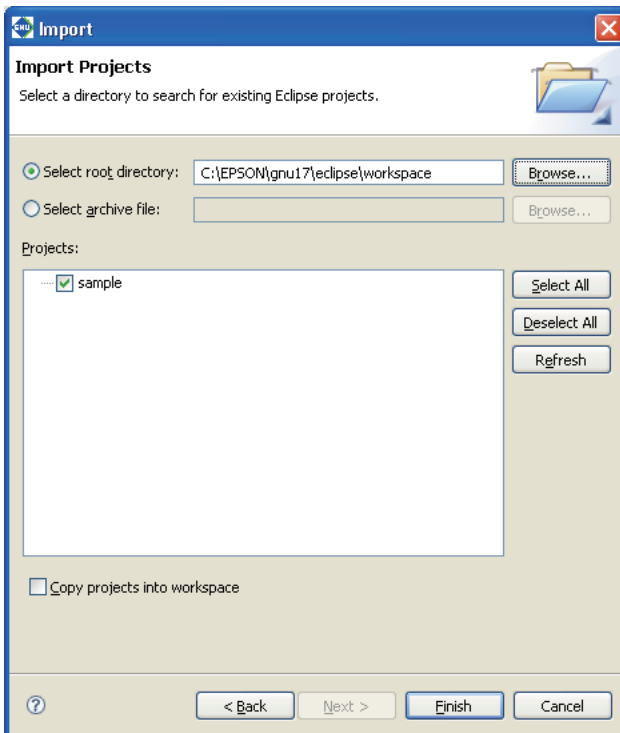 GNU Import
Import Projects
Select a directory to search for existing Eclipse projects.
Select root directory: C:\EPSON\gnu17\eclipse\workspace Browse...
Select archive file: Browse...
Projects:
sample
Select All
Deselect All
Refresh
Copy projects into workspace
? < Back Next > Finish Cancel